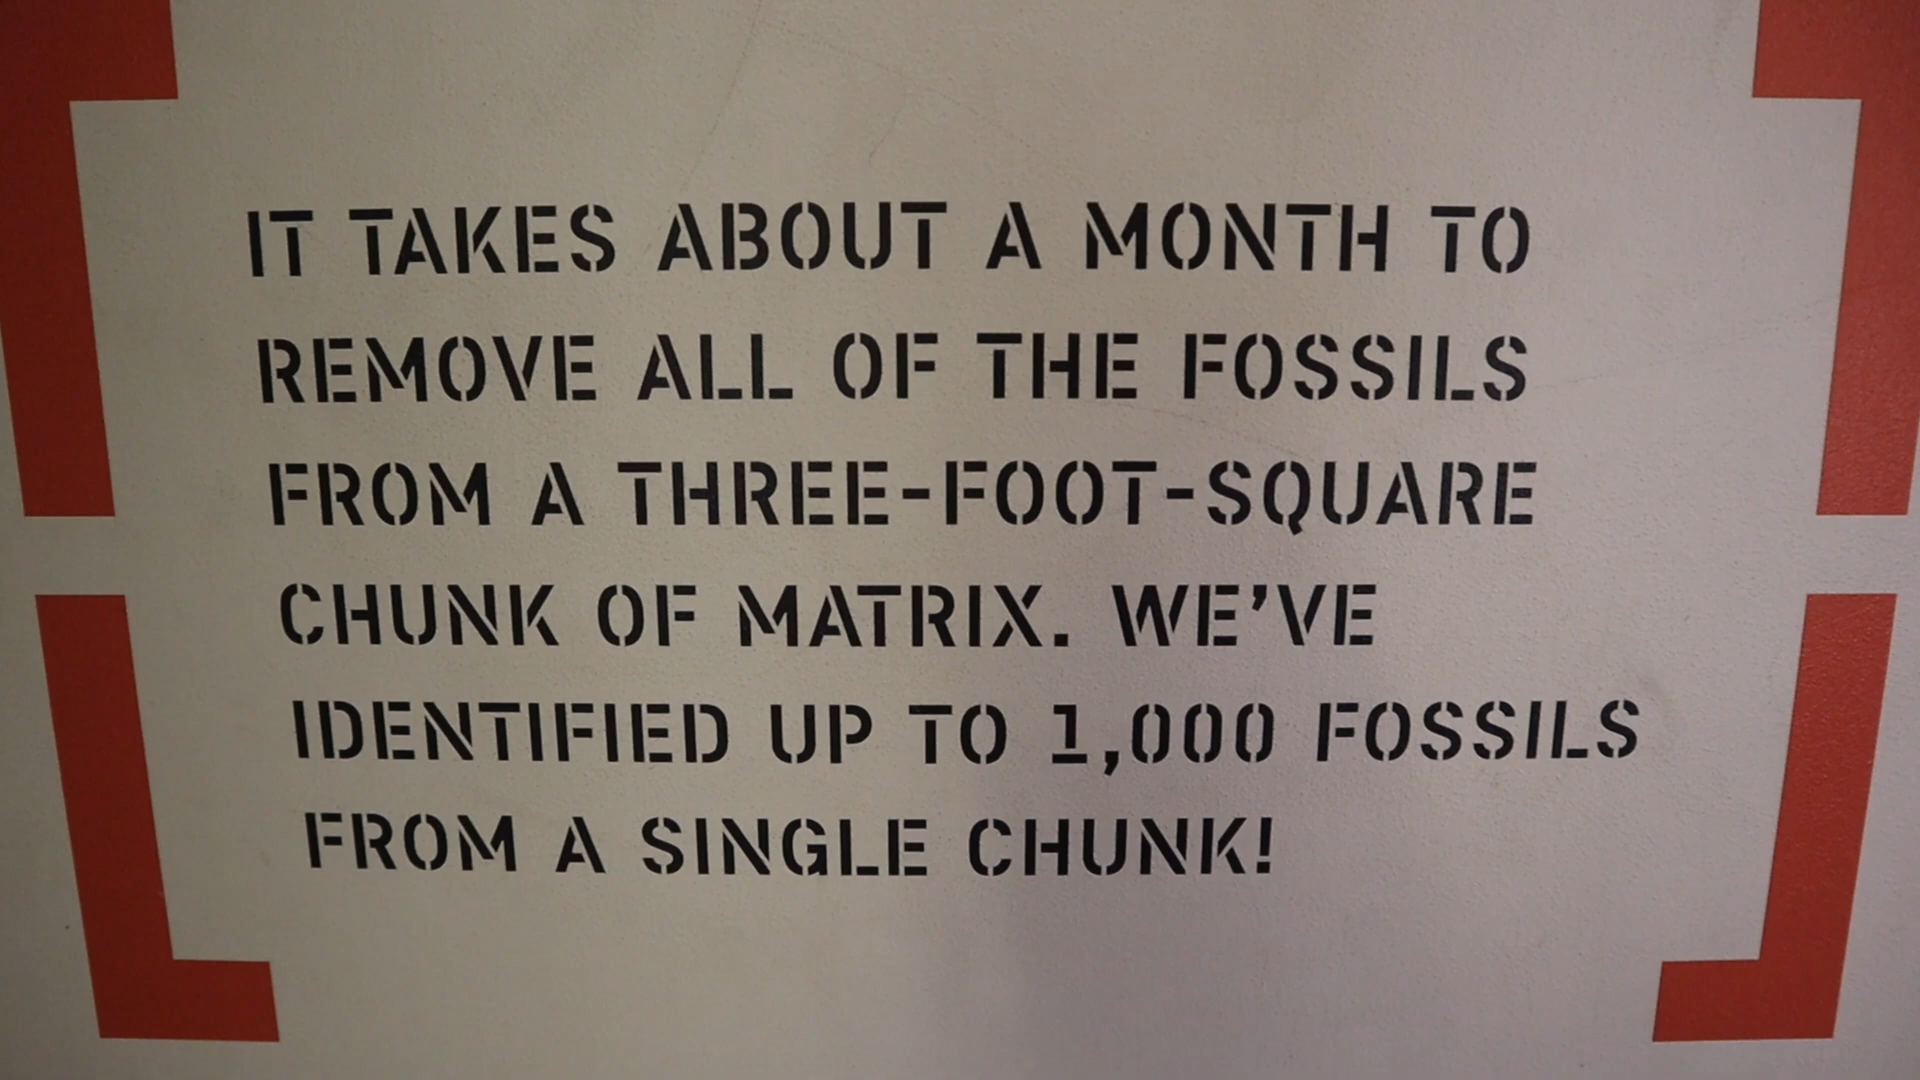 IT TAKES ABOUT A MONTH TO
REMOVE ALL OF THE FOSSILS
FROM A THREE-FOOT-SQUARE
CHUNK OF MATRIX. WE'VE
IDENTIFIED UP TO 1,000 FOSSILS
FROM A SINGLE CHUNK!